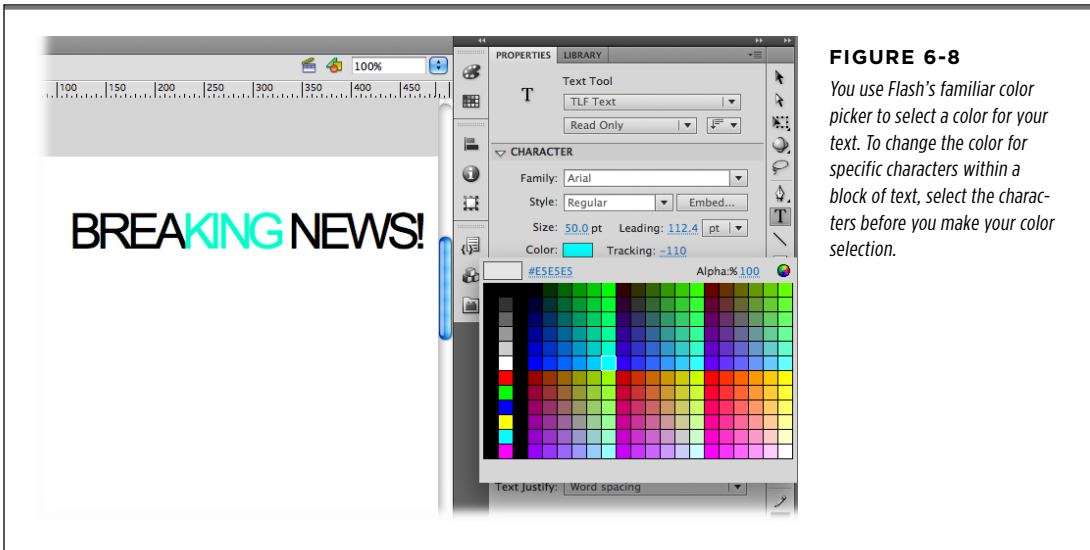 100%
100 150 200 250 300 350 400 450
BREAKING NEWS!
PROPERTIES LIBRARY
Text Tool
T
TLF Text
Read Only
CHARACTER
Family: Arial
Style: Regular Embed...
Size: 50.0 pt Leading: 112.4 pt
Color: Tracking: -110
#E5E5E5 Alpha:% 100
Text Justify: Word spacing
T
FIGURE 6-8
You use Flash's familiar color
picker to select a color for your
text. To change the color for
specific characters within a
block of text, select the charac-
ters before you make your color
selection.